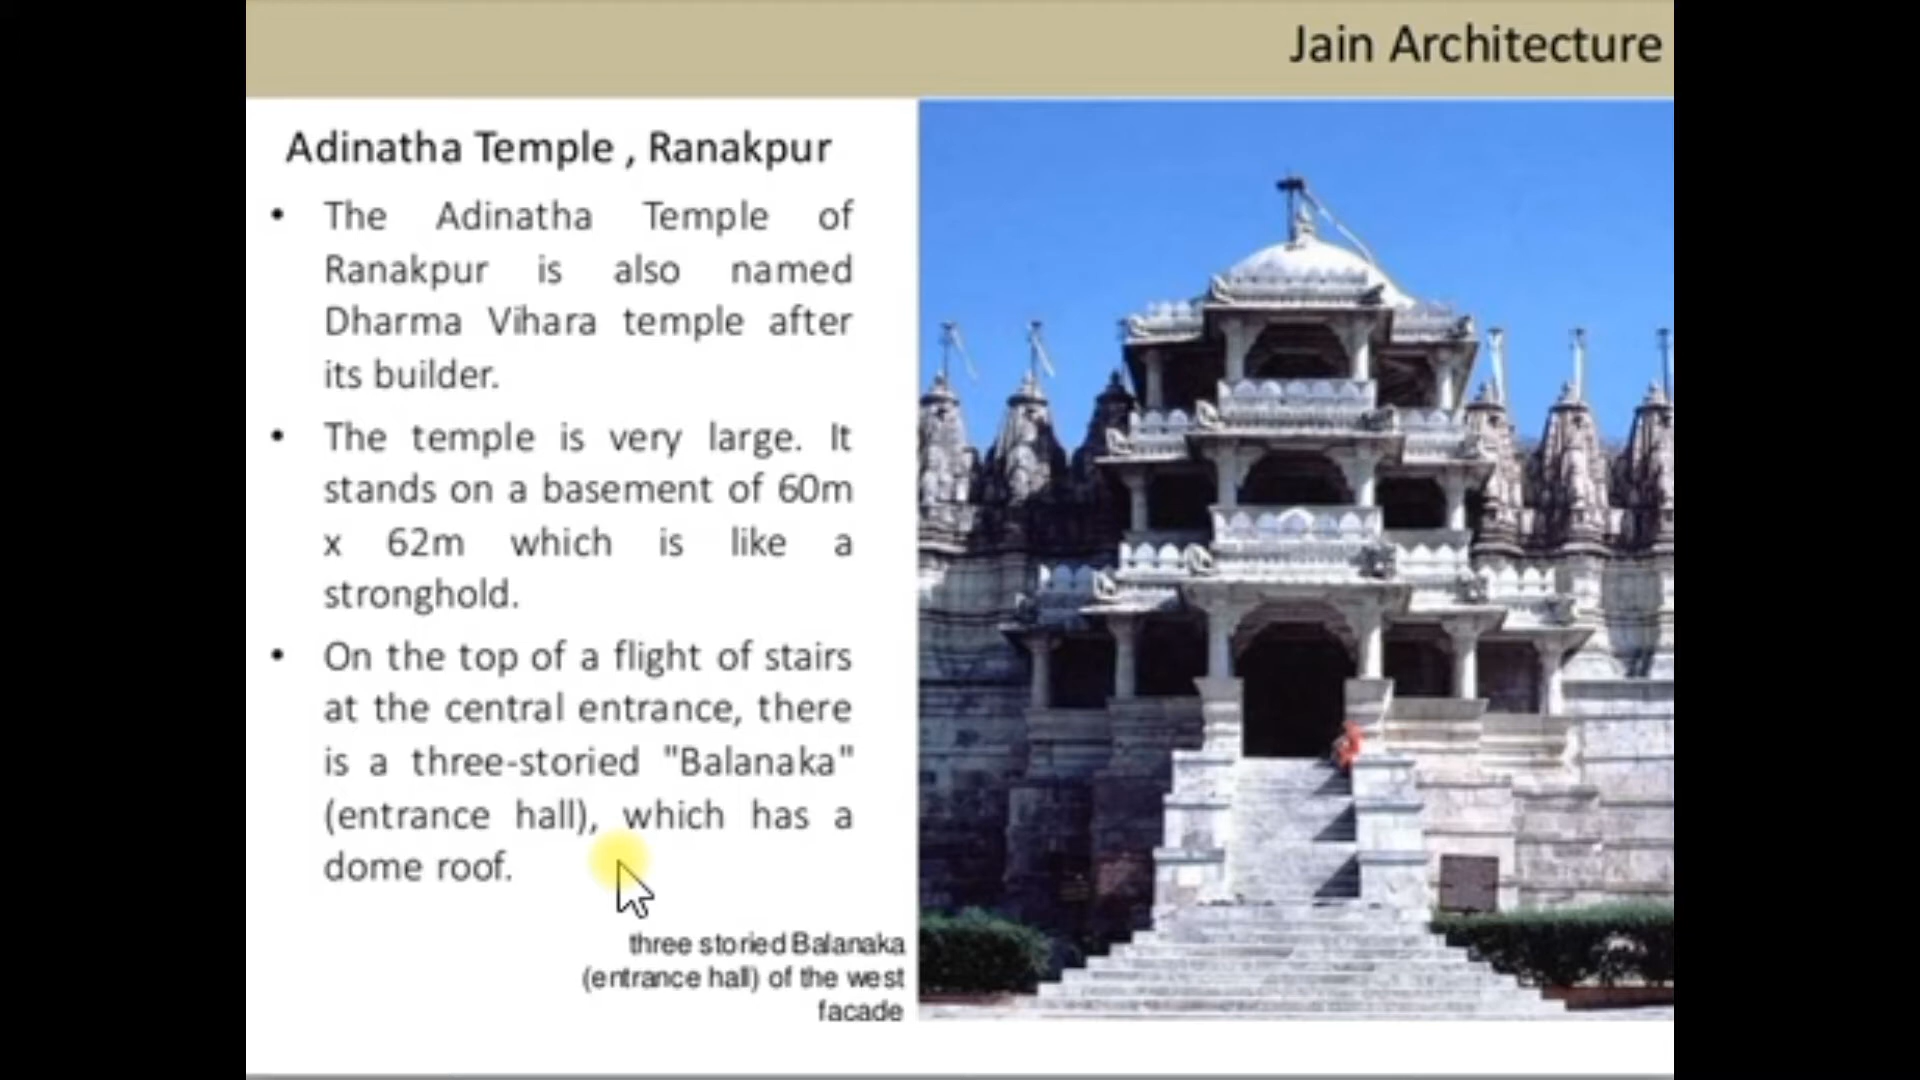 Jain Architecture
Adinatha Temple , Ranakpur
• The Adinatha Temple of
Ranakpur is also named
Dharma Vihara temple after
its builder.
• The temple is very large. It
stands on a basement of 60m
x 62m which is like a
stronghold.
• On the top of a flight of stairs
at the central entrance, there
is a three-storied "Balanaka"
(entrance hall), which has a
dome roof.
three storied Balanaka
(entrance hall) of the west
facade